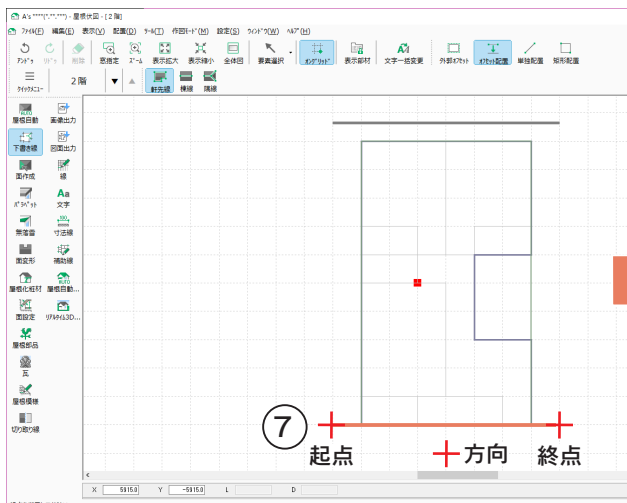 A's ****(*.**.***) - 屋根伏図 - [２階]
ファイル(F) 編集(E) 表示(V) 配置(D) ツール(T) 作図モード(M) 設定(S) ウィンドウ(W) ヘルプ(H)
アンドゥ リドゥ 削除 窓指定 ズーム 表示拡大 表示縮小 全体図 要素選択 オングリッド 表示部材 文字一括変更 外部オフセット オフセット配置 単独配置 矩形配置
クイックメニュー 2階 ▼ ▲ 軒先線 棟線 隅線
屋根自動 画像出力
下書き線 図面出力
面作成 線
パラペット 文字
無落雪 寸法線
面変形 補助線
屋根化粧材 屋根自動...
面設定 リアルタイム3D...
屋根部品
瓦
屋根模様
切り取り線
⑦
起点 方向 終点
X 5915.0 Y -5915.0 L D